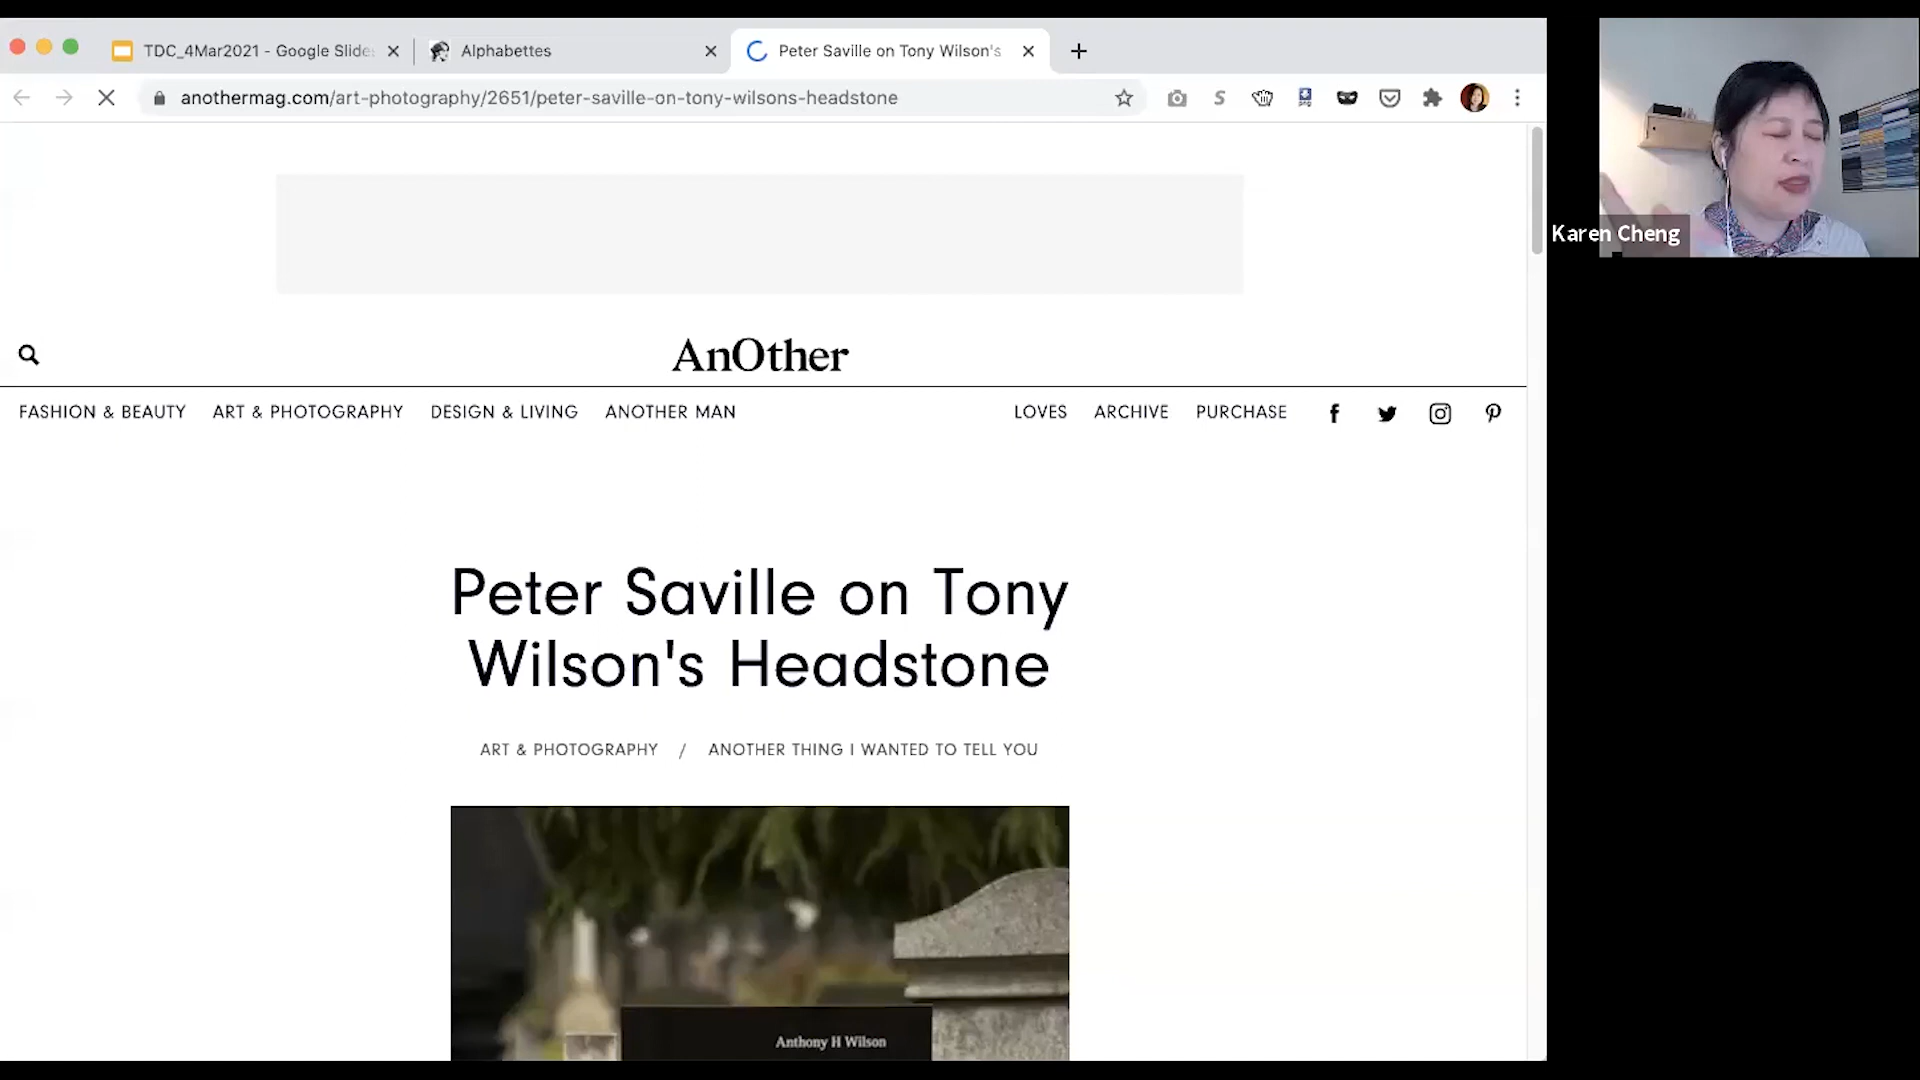 TDC_4Mar2021 - Google Slide
Alphabettes
Peter Saville on Tony Wilson's
anothermag.com/art-photography/2651/peter-saville-on-tony-wilsons-headstone
Karen Cheng
AnOther
FASHION & BEAUTY ART & PHOTOGRAPHY DESIGN & LIVING ANOTHER MAN LOVES ARCHIVE PURCHASE
Peter Saville on Tony
Wilson's Headstone
ART & PHOTOGRAPHY / ANOTHER THING I WANTED TO TELL YOU
Anthony H Wilson